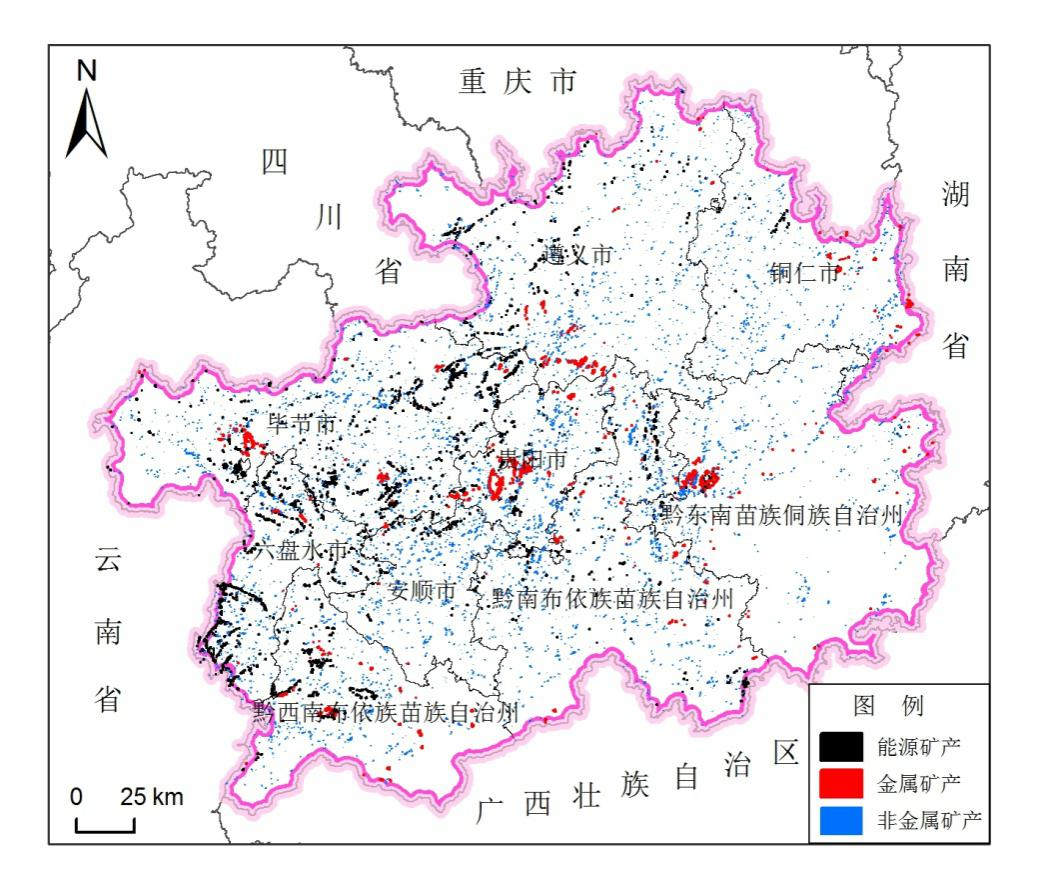 N
重庆市
四川省
湖南省
遵义市
铜仁市
毕节市
贵阳市
黔东南苗族侗族自治州
六盘水市
安顺市
黔南布依族苗族自治州
云南省
黔西南布依族苗族自治州
广西壮族自治区
0 25 km
图 例
能源矿产
金属矿产
非金属矿产